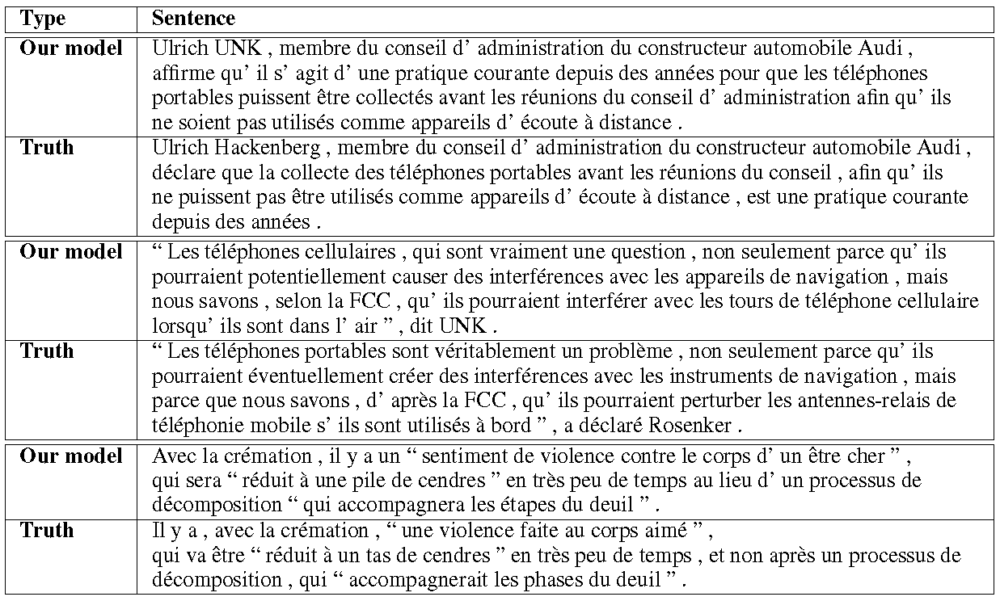 Type Sentence
Our model Ulrich UNK , membre du conseil d’ administration du constructeur automobile Audi ,
affirme qu’ il s’ agit d’ une pratique courante depuis des années pour que les téléphones
portables puissent être collectés avant les réunions du conseil d’ administration afin qu’ ils
ne soient pas utilisés comme appareils d’ écoute à distance .
Truth Ulrich Hackenberg , membre du conseil d’ administration du constructeur automobile Audi ,
déclare que la collecte des téléphones portables avant les réunions du conseil , afin qu’ ils
ne puissent pas être utilisés comme appareils d’ écoute à distance , est une pratique courante
depuis des années .
Our model “ Les téléphones cellulaires , qui sont vraiment une question , non seulement parce qu’ ils
pourraient potentiellement causer des interférences avec les appareils de navigation , mais
nous savons , selon la FCC , qu’ ils pourraient interférer avec les tours de téléphone cellulaire
lorsqu’ ils sont dans l’ air ” , dit UNK .
Truth “ Les téléphones portables sont véritablement un problème , non seulement parce qu’ ils
pourraient éventuellement créer des interférences avec les instruments de navigation , mais
parce que nous savons , d’ après la FCC , qu’ ils pourraient perturber les antennes-relais de
téléphonie mobile s’ ils sont utilisés à bord ” , a déclaré Rosenker .
Our model Avec la crémation , il y a un “ sentiment de violence contre le corps d’ un être cher ” ,
qui sera “ réduit à une pile de cendres ” en très peu de temps au lieu d’ un processus de
décomposition “ qui accompagnera les étapes du deuil ” .
Truth Il y a , avec la crémation , “ une violence faite au corps aimé ” ,
qui va être “ réduit à un tas de cendres ” en très peu de temps , et non après un processus de
décomposition , qui “ accompagnerait les phases du deuil ” .